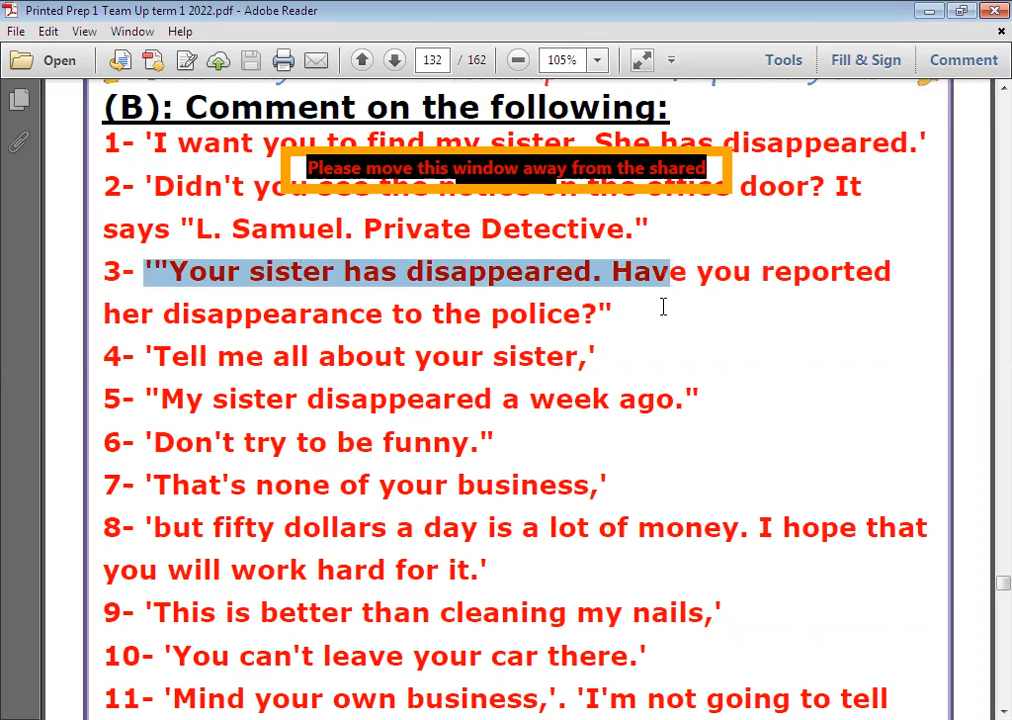 Printed Prep 1 Team Up term 1 2022.pdf - Adobe Reader
File Edit View Window Help
Open 132 / 162 105% Tools Fill & Sign Comment
(B): Comment on the following:
1- 'I want you to find my sister. She has disappeared.'
Please move this window away from the shared
2- 'Didn't you see the notice on the office door? It
says "L. Samuel. Private Detective."
3- '"Your sister has disappeared. Have you reported
her disappearance to the police?"
4- 'Tell me all about your sister,'
5- "My sister disappeared a week ago."
6- 'Don't try to be funny."
7- 'That's none of your business,'
8- 'but fifty dollars a day is a lot of money. I hope that
you will work hard for it.'
9- 'This is better than cleaning my nails,'
10- 'You can't leave your car there.'
11- 'Mind your own business,'. 'I'm not going to tell